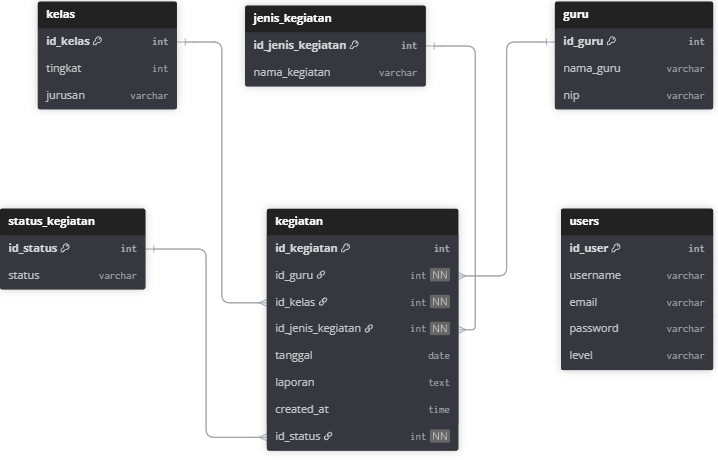 kelas
id_kelas int
tingkat int
jurusan varchar
jenis_kegiatan
id_jenis_kegiatan int
nama_kegiatan varchar
guru
id_guru int
nama_guru varchar
nip varchar
status_kegiatan
id_status int
status varchar
kegiatan
id_kegiatan int
id_guru int NN
id_kelas int NN
id_jenis_kegiatan int NN
tanggal date
laporan text
created_at time
id_status int NN
users
id_user int
username varchar
email varchar
password varchar
level varchar